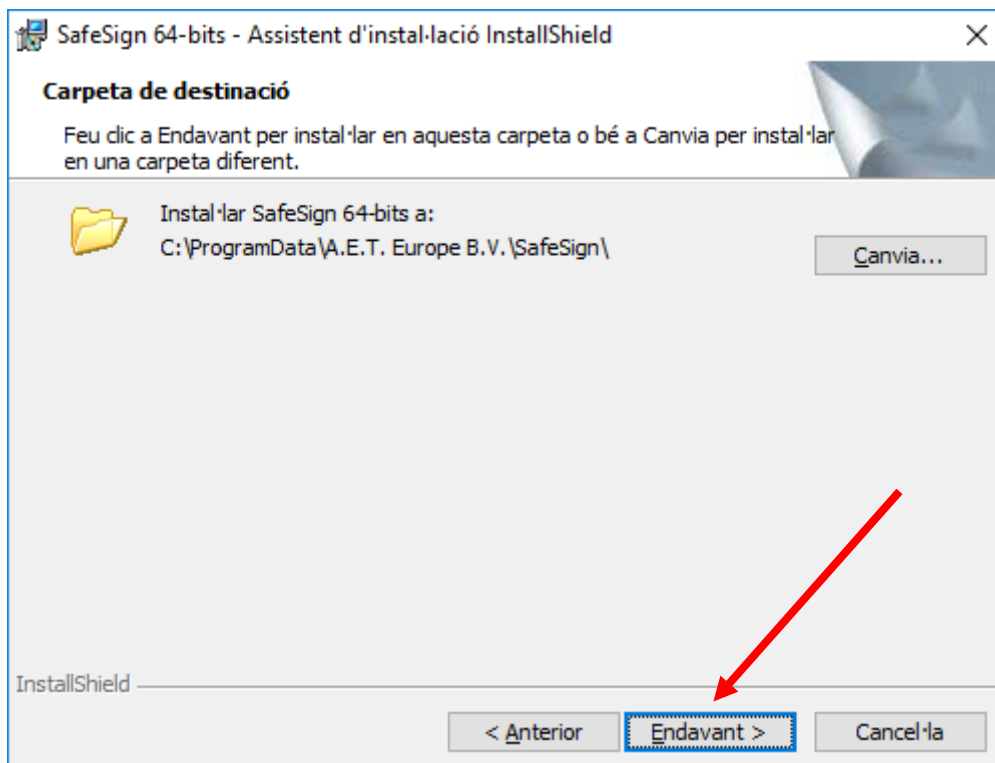 SafeSign 64-bits - Assistent d'instal·lació InstallShield
Carpeta de destinació
Feu clic a Endavant per instal·lar en aquesta carpeta o bé a Canvia per instal·lar
en una carpeta diferent.
Instal·lar SafeSign 64-bits a:
C:\ProgramData\A.E.T. Europe B.V.\SafeSign\
Canvia...
InstallShield
< Anterior
Endavant >
Cancel·la